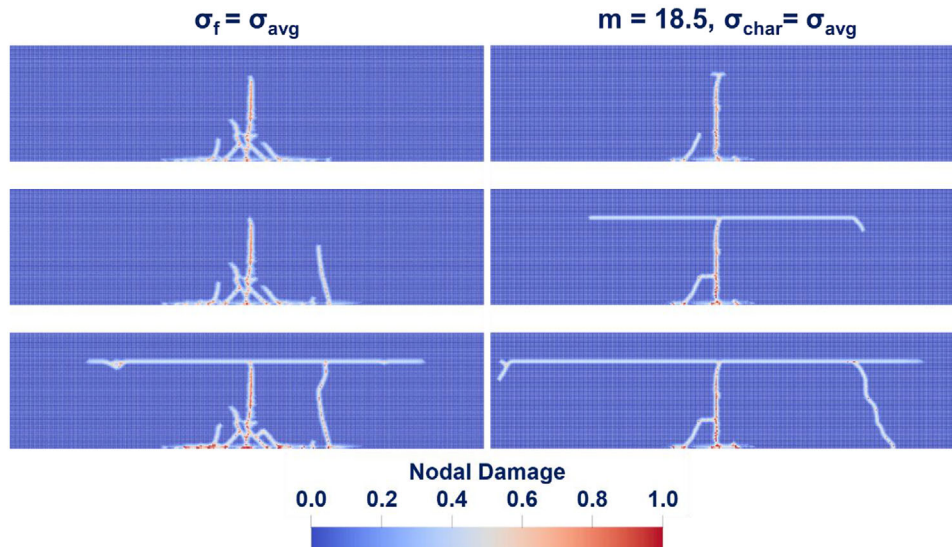 σf = σavg
m = 18.5, σchar= σavg
Nodal Damage
0.0 0.2 0.4 0.6 0.8 1.0